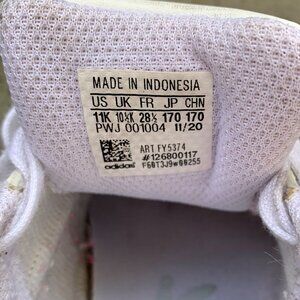 MADE IN INDONESIA
US UK FR JP CHN
11K 10½K 28½ 170 170
PWJ 001004 11/20
ART FY5374
#126800117
adidas F60T3J9W00255